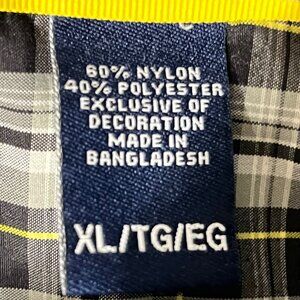 60% NYLON
40% POLYESTER
EXCLUSIVE OF
DECORATION
MADE IN
BANGLADESH
XL/TG/EG